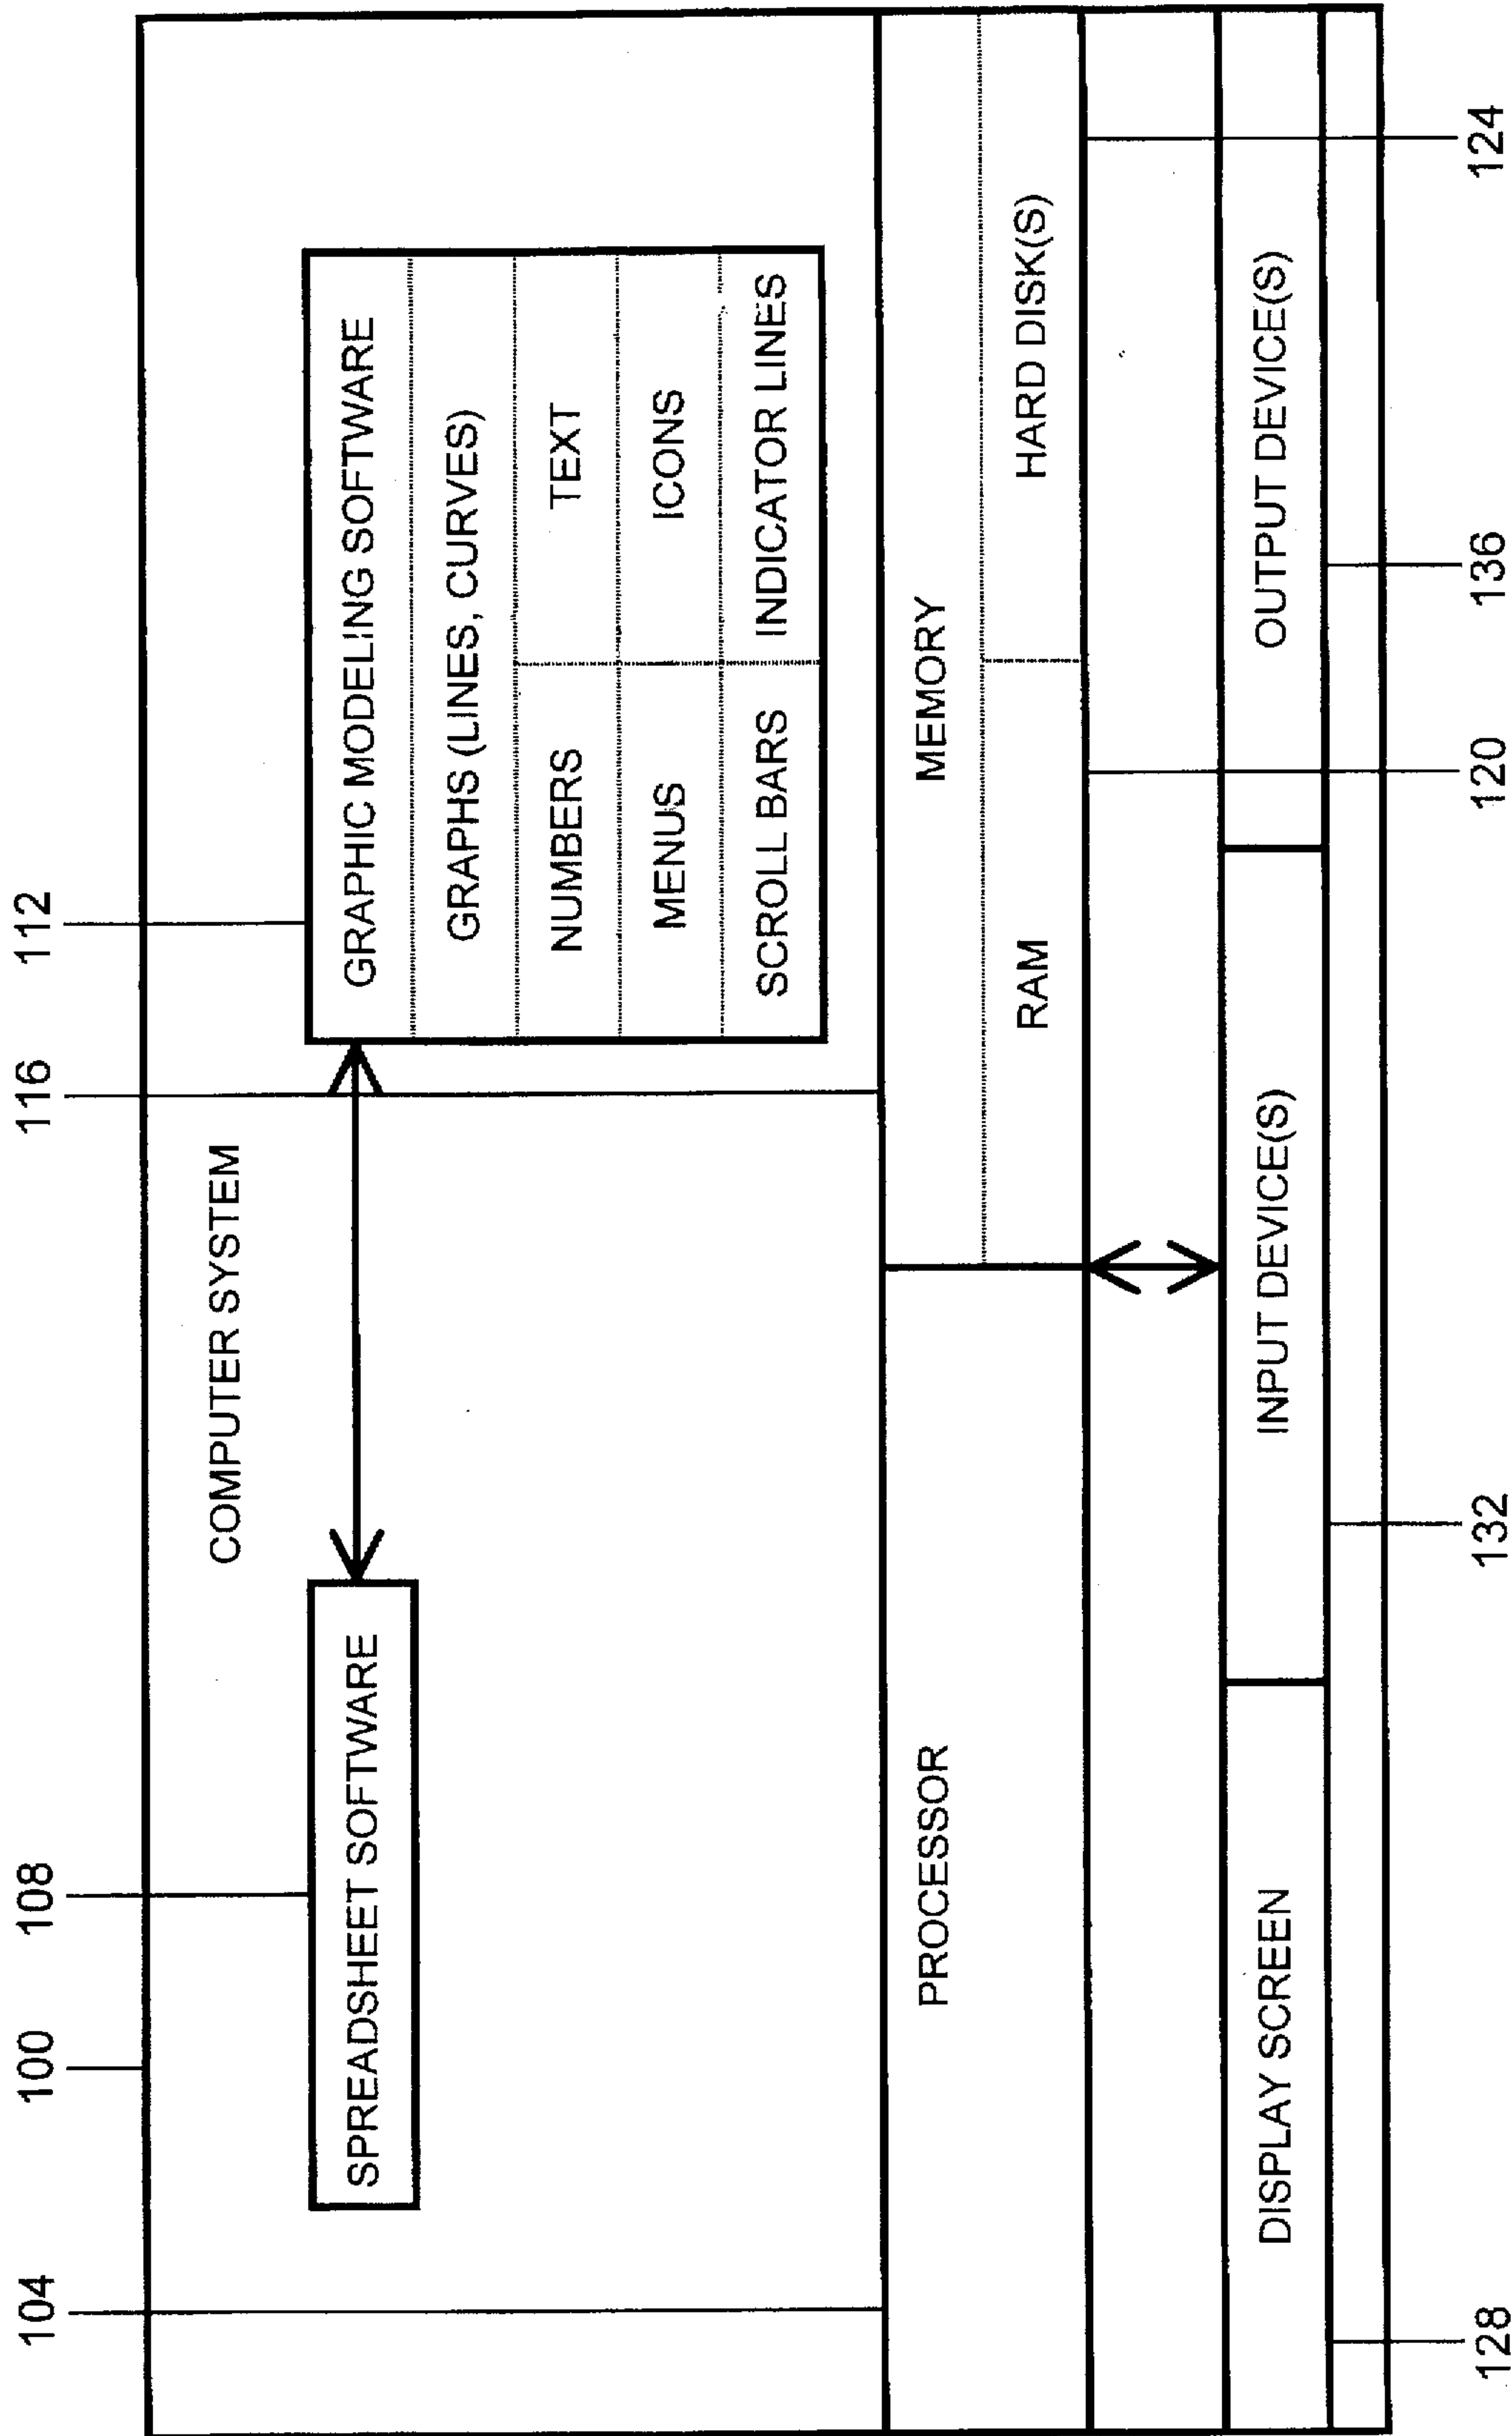 104 100 108 116 112
COMPUTER SYSTEM
SPREADSHEET SOFTWARE
GRAPHIC MODELING SOFTWARE
GRAPHS (LINES, CURVES)
NUMBERS TEXT
MENUS ICONS
SCROLL BARS INDICATOR LINES
PROCESSOR
MEMORY
RAM HARD DISK(S)
DISPLAY SCREEN INPUT DEVICE(S) OUTPUT DEVICE(S)
128 132 120 136 124